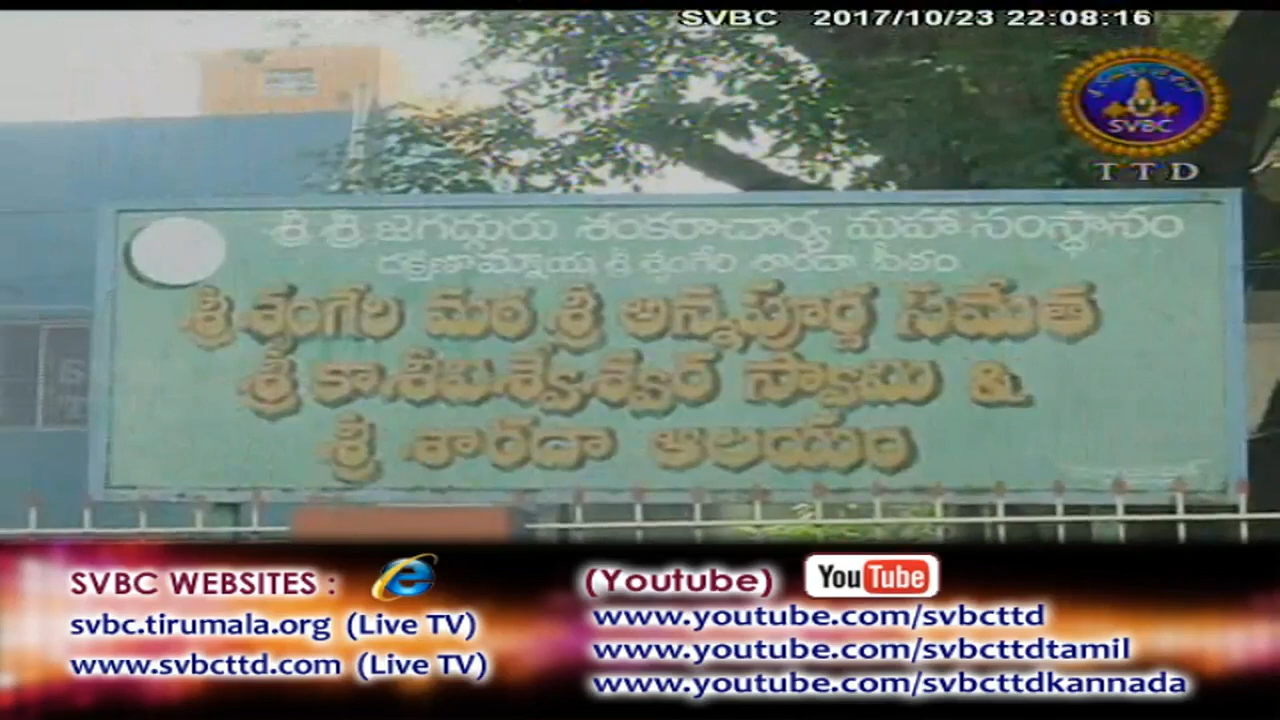 SVBC 2017/10/23 22:08:16
SVBC
TTD
శ్రీ శ్రీ జగద్గురు శంకరాచార్య మహా సంస్థానం
దక్షిణామ్నాయ శ్రీ శృంగేరి శారదా పీఠం
శ్రీ శృంగేరి మఠ శ్రీ అన్నపూర్ణ సమేత
శ్రీ కాశీవిశ్వేశ్వర స్వామి &
శ్రీ శారదా ఆలయం
SVBC WEBSITES :
svbc.tirumala.org (Live TV)
www.svbcttd.com (Live TV)
(Youtube) YouTube
www.youtube.com/svbcttd
www.youtube.com/svbcttdtamil
www.youtube.com/svbcttdkannada